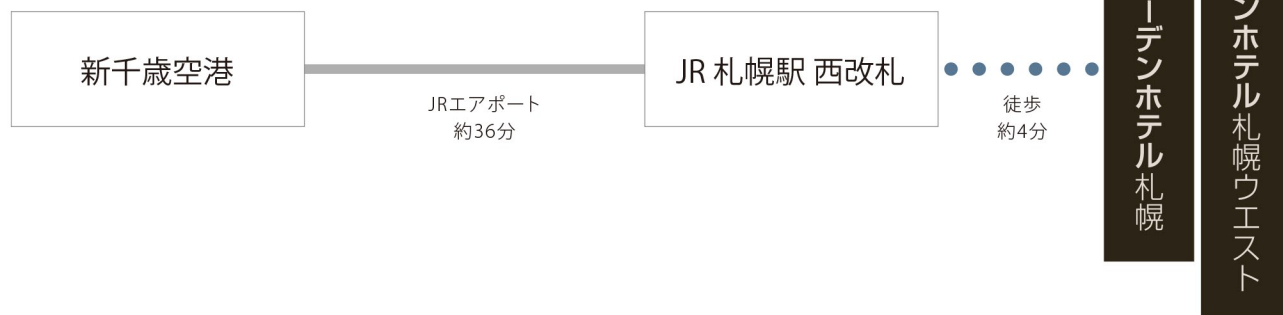 新千歳空港
JRエアポート
約36分
JR 札幌駅 西改札
徒歩
約4分
ーデンホテル札幌
ンホテル札幌ウエスト